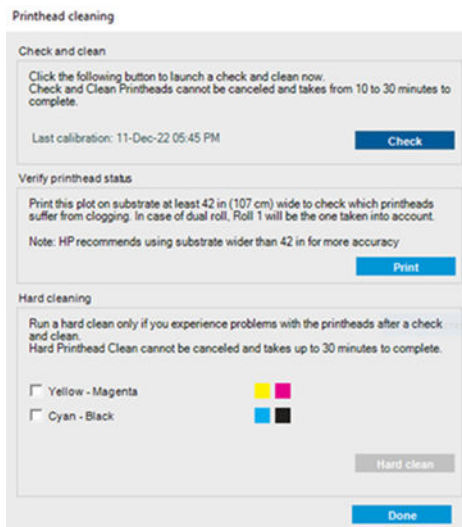 Printhead cleaning
Check and clean
Click the following button to launch a check and clean now.
Check and Clean Printheads cannot be canceled and takes from 10 to 30 minutes to
complete.
Last calibration: 11-Dec-22 05:45 PM
Check
Verify printhead status
Print this plot on substrate at least 42 in (107 cm) wide to check which printheads
suffer from clogging. In case of dual roll, Roll 1 will be the one taken into account.
Note: HP recommends using substrate wider than 42 in for more accuracy
Print
Hard cleaning
Run a hard clean only if you experience problems with the printheads after a check
and clean.
Hard Printhead Clean cannot be canceled and takes up to 30 minutes to complete.
Yellow - Magenta
Cyan - Black
Hard clean
Done